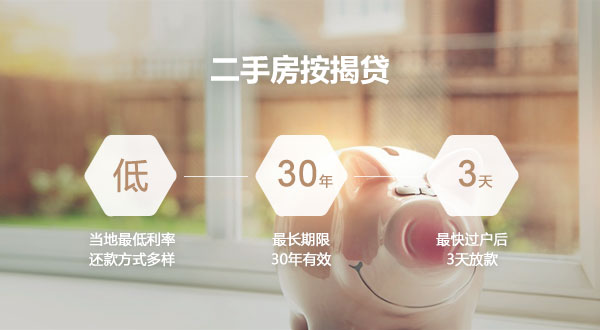 二手房按揭贷
低
30年
3天
当地最低利率
还款方式多样
最长期限
30年有效
最快过户后
3天放款